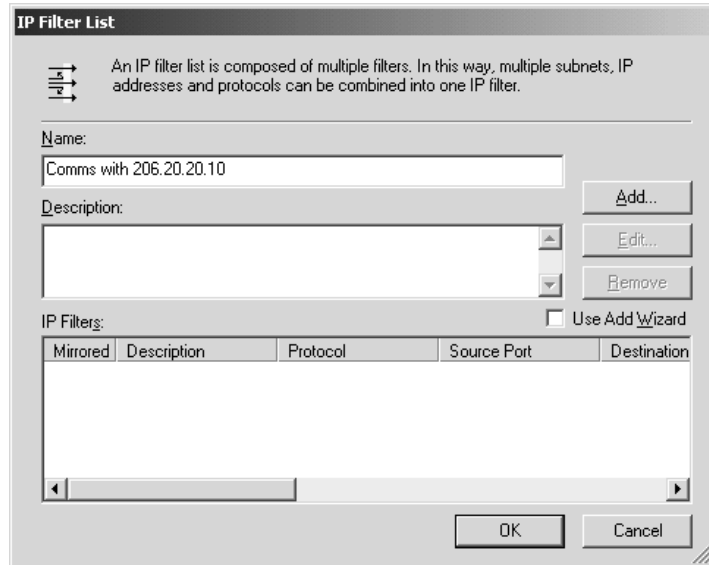 IP Filter List
An IP filter list is composed of multiple filters. In this way, multiple subnets, IP
addresses and protocols can be combined into one IP filter.
Name:
Comms with 206.20.20.10
Add...
Description:
Edit...
Remove
IP Filters:
Use Add Wizard
Mirrored Description Protocol Source Port Destination
OK Cancel